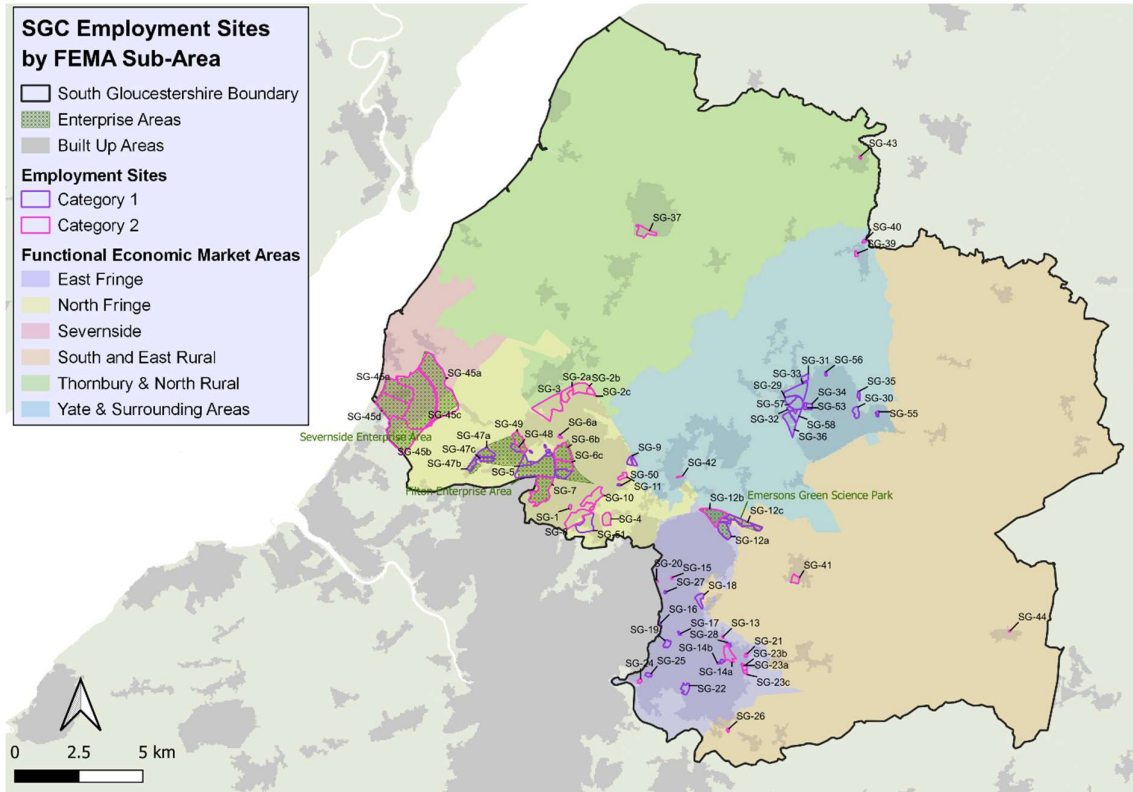 SGC Employment Sites
by FEMA Sub-Area
South Gloucestershire Boundary
Enterprise Areas
Built Up Areas
Employment Sites
Category 1
Category 2
Functional Economic Market Areas
East Fringe
North Fringe
Severnside
South and East Rural
Thornbury & North Rural
Yate & Surrounding Areas
SG-43
SG-37
SG-40
SG-39
SG-31
SG-56
SG-33
SG-29
SG-34
SG-35
SG-57
SG-53
SG-30
SG-32
SG-58
SG-55
SG-36
SG-45a
SG-45c
SG-45d
SG-45b
SG-2a
SG-2b
SG-3
SG-2c
SG-49
SG-6a
SG-47a
SG-48
SG-6b
Severnside Enterprise Area
SG-47c
SG-6c
SG-9
SG-47b
SG-5
SG-50
SG-42
SG-11
Filton Enterprise Area
SG-7
SG-10
Emersons Green Science Park
SG-12b
SG-12c
SG-1
SG-4
SG-51
SG-12a
SG-20
SG-15
SG-27
SG-18
SG-41
SG-16
SG-17
SG-13
SG-44
SG-19
SG-28
SG-21
SG-14b
SG-23b
SG-24
SG-25
SG-14a
SG-23a
SG-23c
SG-22
SG-26
0 2.5 5 km